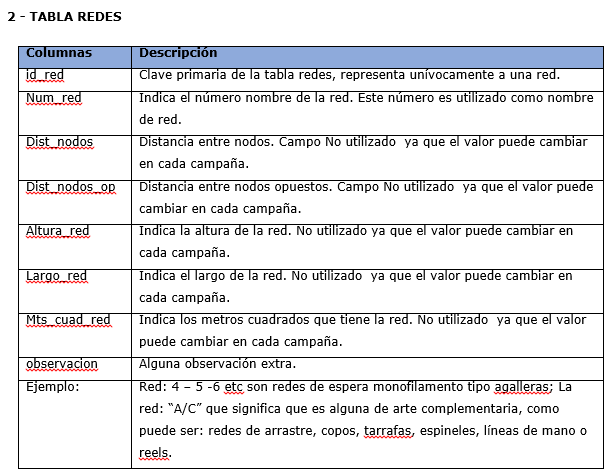 2 - TABLA REDES
Columnas Descripción
id_red Clave primaria de la tabla redes, representa unívocamente a una red.
Num_red Indica el número nombre de la red. Este número es utilizado como nombre
de red.
Dist_nodos Distancia entre nodos. Campo No utilizado ya que el valor puede cambiar
en cada campaña.
Dist_nodos_op Distancia entre nodos opuestos. Campo No utilizado ya que el valor puede
cambiar en cada campaña.
Altura_red Indica la altura de la red. No utilizado ya que el valor puede cambiar en
cada campaña.
Largo_red Indica el largo de la red. No utilizado ya que el valor puede cambiar en
cada campaña.
Mts_cuad_red Indica los metros cuadrados que tiene la red. No utilizado ya que el valor
puede cambiar en cada campaña.
observacion Alguna observación extra.
Ejemplo: Red: 4 – 5 -6 etc son redes de espera monofilamento tipo agalleras; La
red: “A/C” que significa que es alguna de arte complementaria, como
puede ser: redes de arrastre, copos, tarrafas, espineles, líneas de mano o
reels.